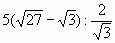 5(√27 − √3) : 2/√3